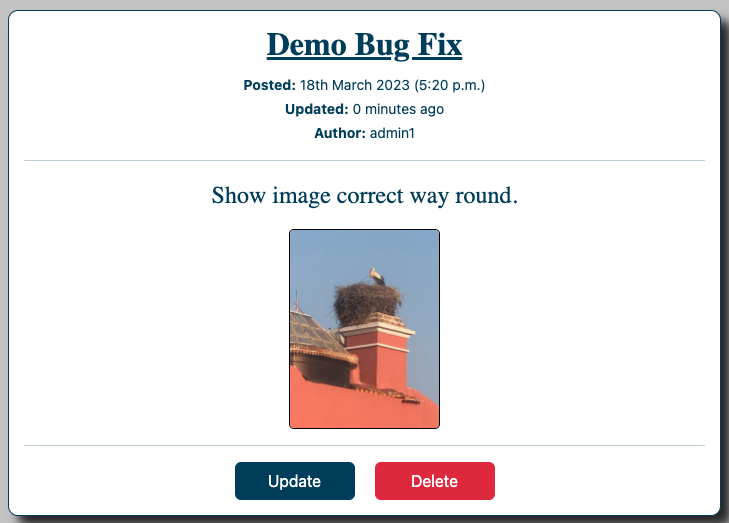 Demo Bug Fix
Posted: 18th March 2023 (5:20 p.m.)
Updated: 0 minutes ago
Author: admin1
Show image correct way round.
Update Delete